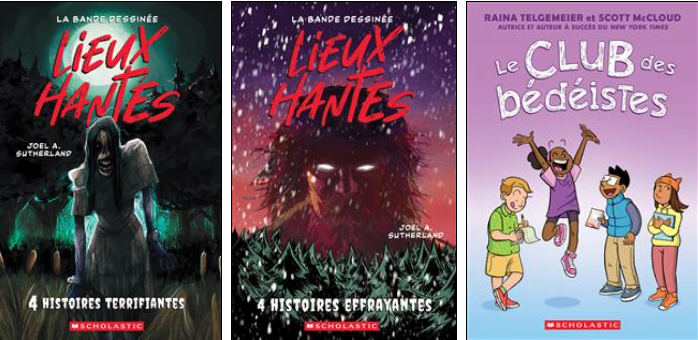 LA BANDE DESSINÉE
LiEUX
HANTÉS
JOEL A.
SUTHERLAND
4 HISTOIRES TERRIFIANTES
SCHOLASTIC
LA BANDE DESSINÉE
LiEUX
HANTÉS
JOEL A.
SUTHERLAND
4 HISTOIRES EFFRAYANTES
SCHOLASTIC
RAINA TELGEMEIER et SCOTT McCLOUD
AUTRICE ET AUTEUR À SUCCÈS DU NEW YORK TIMES
Le CLUB des
bédéistes
SCHOLASTIC